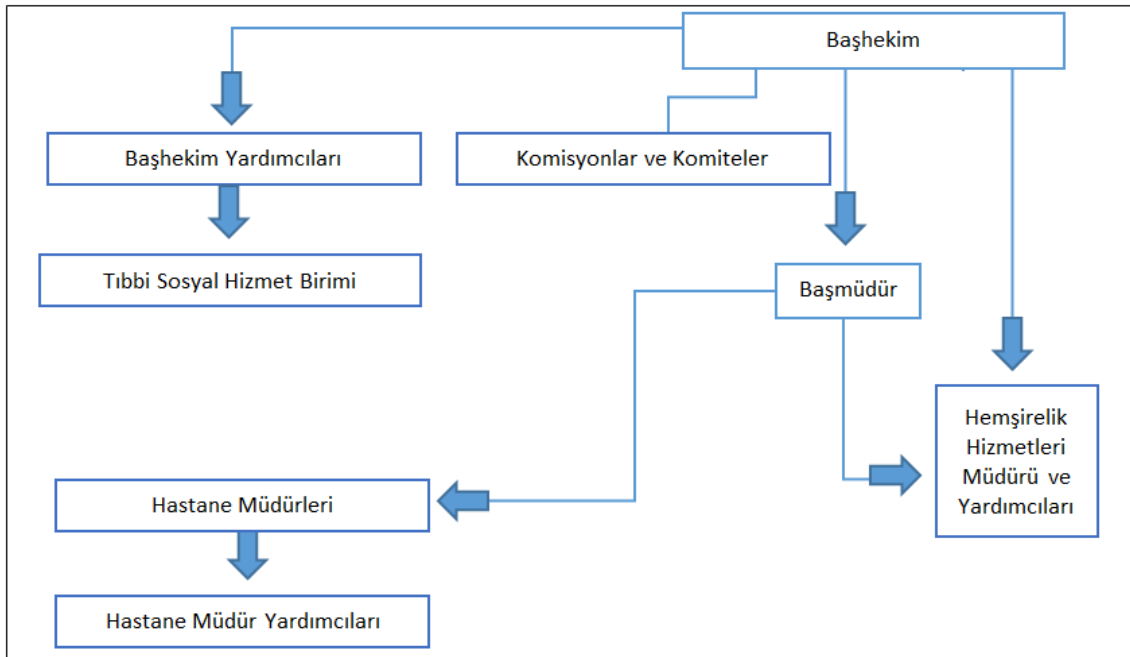 Başhekim
Başhekim Yardımcıları
Komisyonlar ve Komiteler
Tıbbi Sosyal Hizmet Birimi
Başmüdür
Hemşirelik
Hizmetleri
Müdürü ve
Yardımcıları
Hastane Müdürleri
Hastane Müdür Yardımcıları